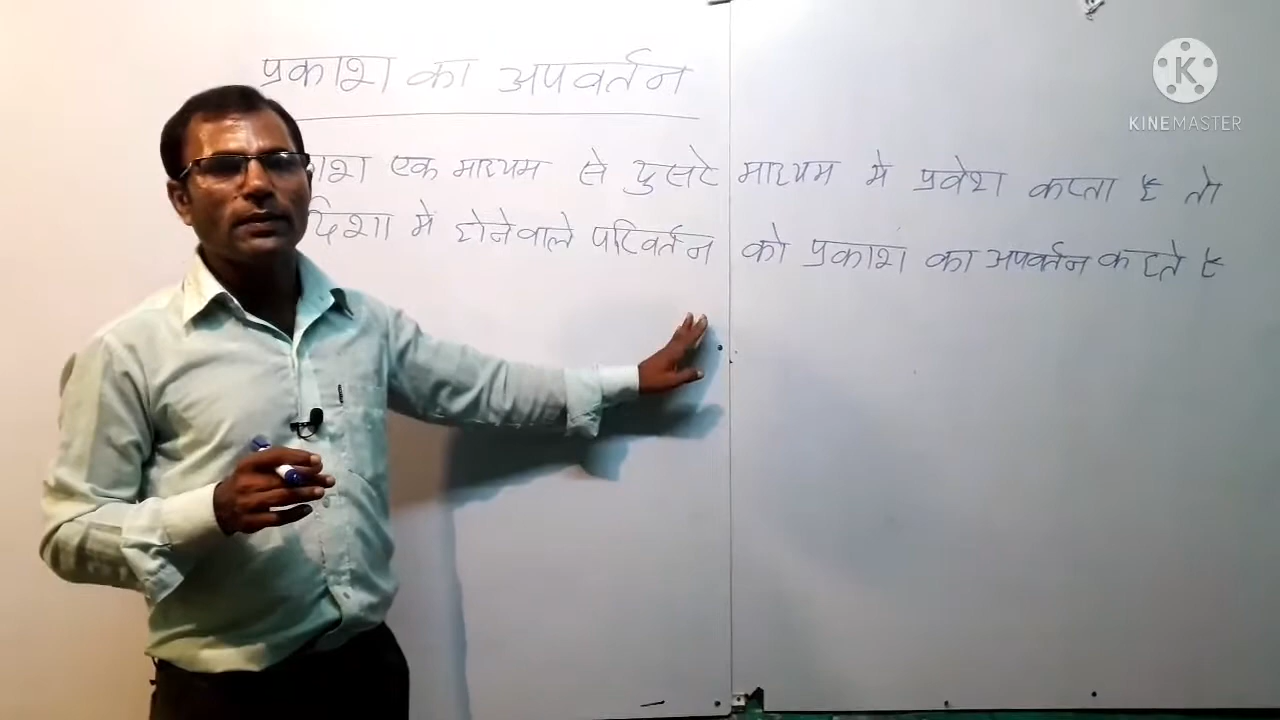 प्रकाश का अपवर्तन
K
KINEMASTER
एक माध्यम से दुसरे माध्यम मे प्रवेश करता है तो
दिशा में होनेवाले परिवर्तन को प्रकाश का अपवर्तन कहते है